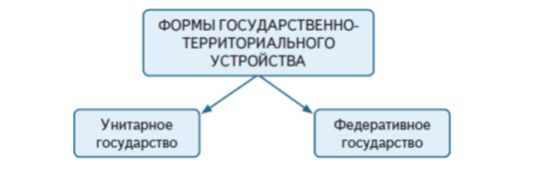 ФОРМЫ ГОСУДАРСТВЕННО-
ТЕРРИТОРИАЛЬНОГО
УСТРОЙСТВА
Унитарное
государство
Федеративное
государство